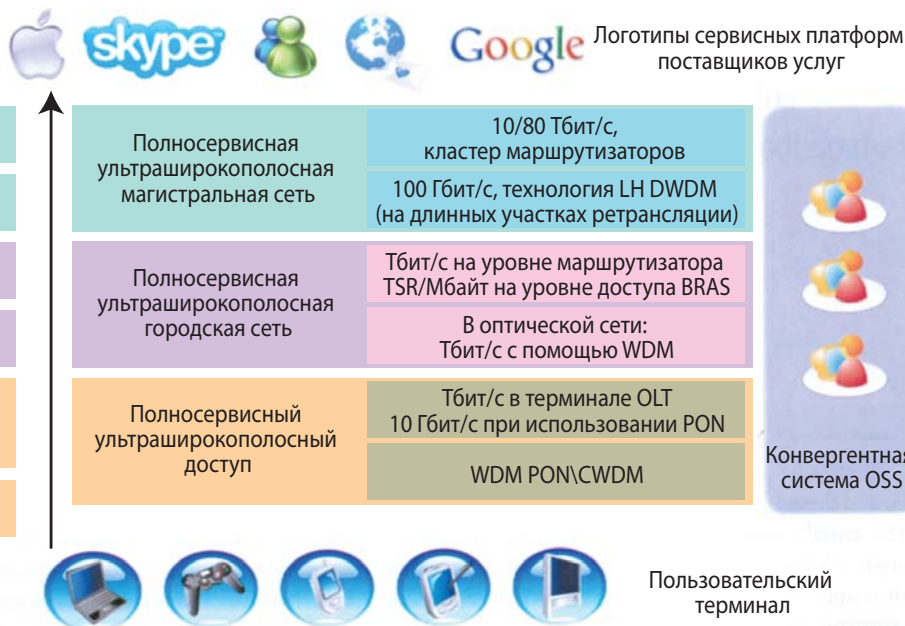 skype
Google
Логотипы сервисных платформ
поставщиков услуг
Полносервисная
ультраширокополосная
магистральная сеть
10/80 Тбит/с,
кластер маршрутизаторов
100 Гбит/с, технология LH DWDM
(на длинных участках ретрансляции)
Полносервисная
ультраширокополосная
городская сеть
Тбит/с на уровне маршрутизатора
TSR/Мбайт на уровне доступа BRAS
В оптической сети:
Тбит/с с помощью WDM
Полносервисный
ультраширокополосный
доступ
Тбит/с в терминале OLT
10 Гбит/с при использовании PON
WDM PON\CWDM
Конвергентная
система OSS
Пользовательский
терминал